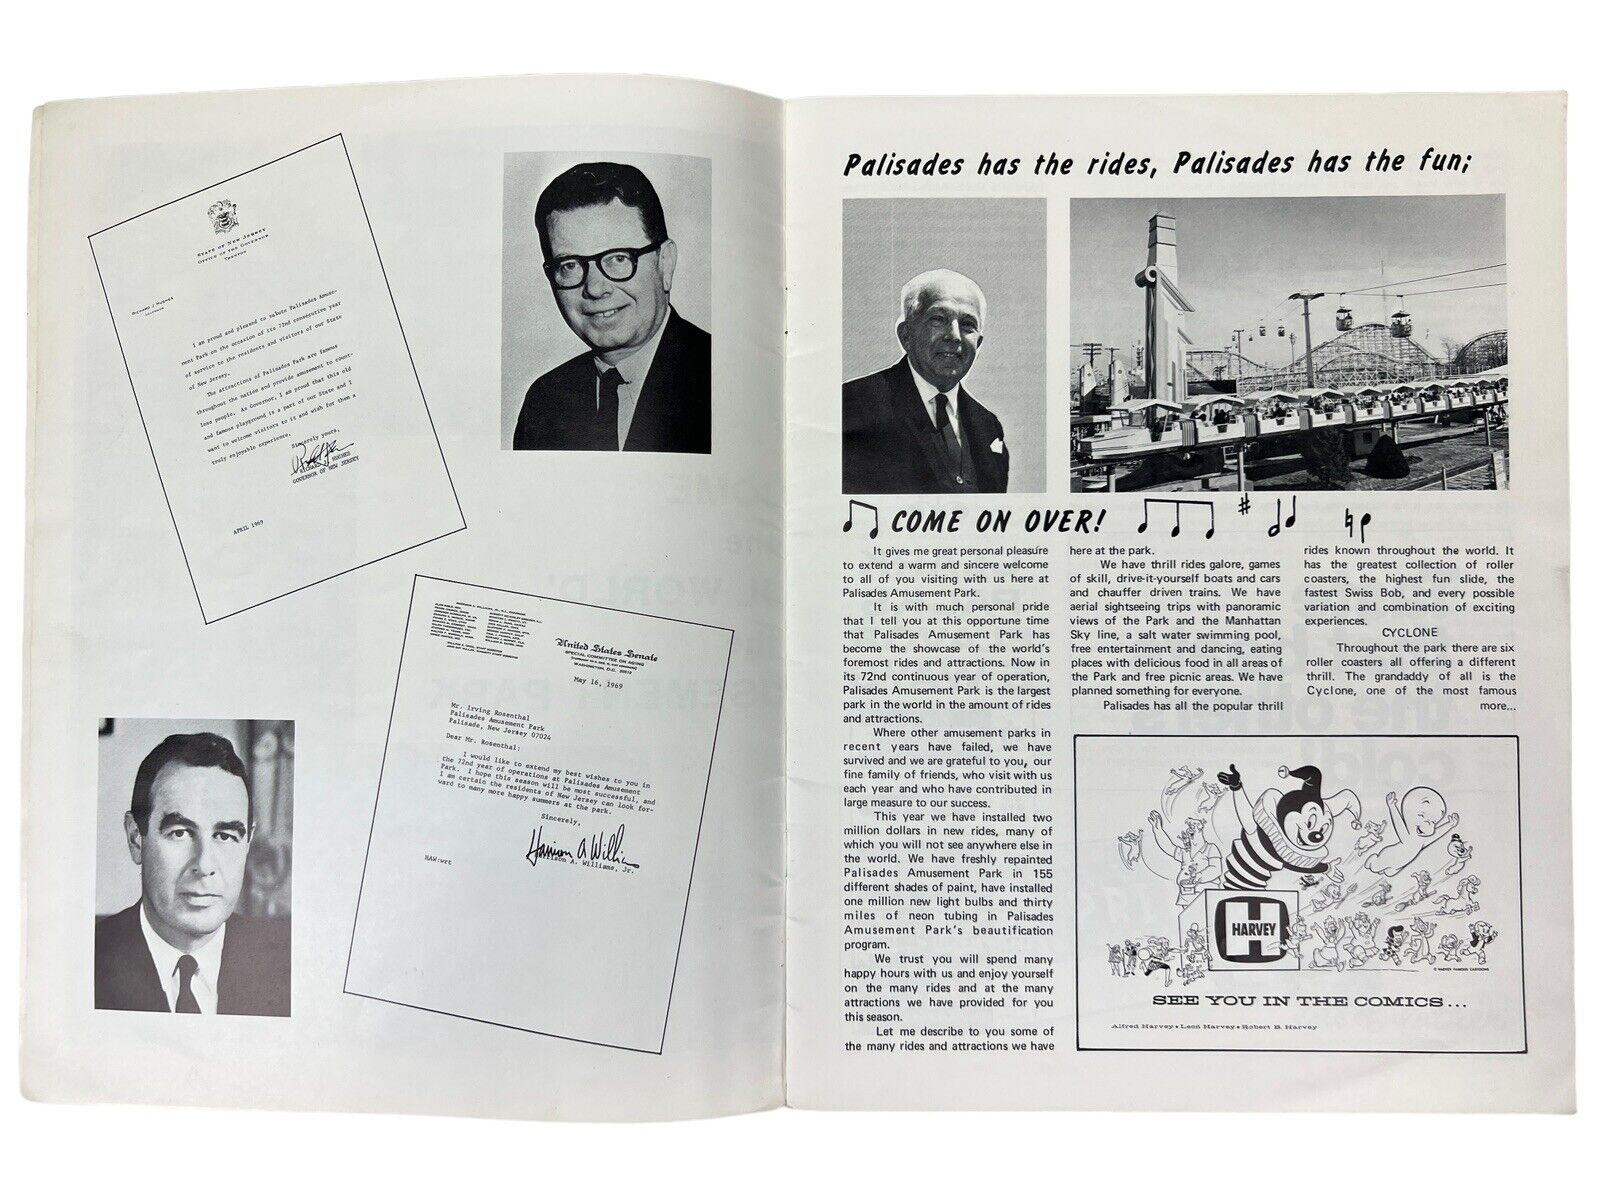 STATE OF NEW JERSEY
OFFICE OF THE GOVERNOR
TRENTON
RICHARD J. HUGHES
GOVERNOR
I am proud and pleased to salute Palisades Amuse-
ment Park on the occasion of its 72nd consecutive year
of service to the residents and visitors of our State
of New Jersey.
The attractions of Palisades Park are famous
throughout the nation and provide amusement to count-
less people. As Governor, I am proud that this old
and famous playground is a part of our State and I
want to welcome visitors to it and wish for them a
truly enjoyable experience.
Sincerely yours,
RICHARD J. HUGHES
GOVERNOR OF NEW JERSEY
APRIL 1969
HARRISON A. WILLIAMS, JR., N.J., CHAIRMAN
United States Senate
SPECIAL COMMITTEE ON AGING
WASHINGTON, D.C. 20510
May 16, 1969
Mr. Irving Rosenthal
Palisades Amusement Park
Palisade, New Jersey 07024
Dear Mr. Rosenthal:
I would like to extend my best wishes to you in
the 72nd year of operations at Palisades Amusement
Park. I hope this season will be most successful, and
I am certain the residents of New Jersey can look for-
ward to many more happy summers at the park.
Sincerely,
Harrison A Williams
Harrison A. Williams, Jr.
HAW:wrt
Palisades has the rides, Palisades has the fun;
COME ON OVER!
It gives me great personal pleasure
to extend a warm and sincere welcome
to all of you visiting with us here at
Palisades Amusement Park.
It is with much personal pride
that I tell you at this opportune time
that Palisades Amusement Park has
become the showcase of the world's
foremost rides and attractions. Now in
its 72nd continuous year of operation,
Palisades Amusement Park is the largest
park in the world in the amount of rides
and attractions.
Where other amusement parks in
recent years have failed, we have
survived and we are grateful to you, our
fine family of friends, who visit with us
each year and who have contributed in
large measure to our success.
This year we have installed two
million dollars in new rides, many of
which you will not see anywhere else in
the world. We have freshly repainted
Palisades Amusement Park in 155
different shades of paint, have installed
one million new light bulbs and thirty
miles of neon tubing in Palisades
Amusement Park's beautification
program.
We trust you will spend many
happy hours with us and enjoy yourself
on the many rides and at the many
attractions we have provided for you
this season.
Let me describe to you some of
the many rides and attractions we have
here at the park.
We have thrill rides galore, games
of skill, drive-it-yourself boats and cars
and chauffer driven trains. We have
aerial sightseeing trips with panoramic
views of the Park and the Manhattan
Sky line, a salt water swimming pool,
free entertainment and dancing, eating
places with delicious food in all areas of
the Park and free picnic areas. We have
planned something for everyone.
Palisades has all the popular thrill
rides known throughout the world. It
has the greatest collection of roller
coasters, the highest fun slide, the
fastest Swiss Bob, and every possible
variation and combination of exciting
experiences.
CYCLONE
Throughout the park there are six
roller coasters all offering a different
thrill. The grandaddy of all is the
Cyclone, one of the most famous
more...
HARVEY
© HARVEY FAMOUS CARTOONS
SEE YOU IN THE COMICS...
Alfred Harvey • Leon Harvey • Robert B. Harvey